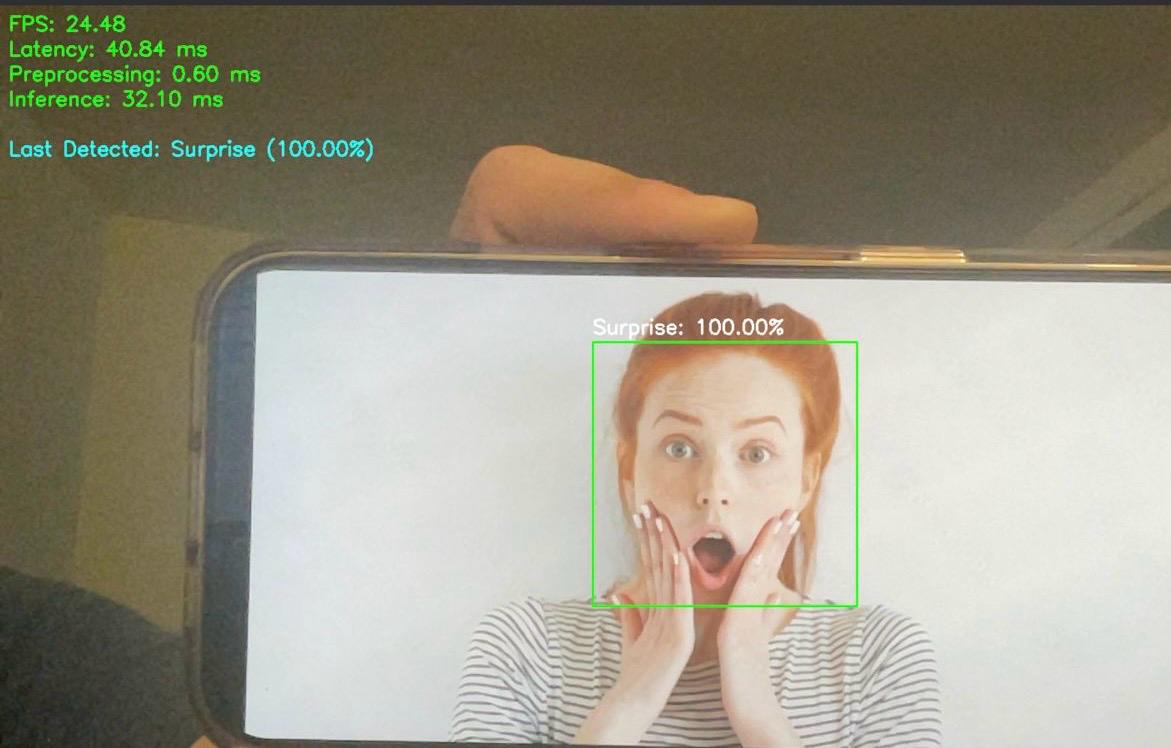 FPS: 24.48
Latency: 40.84 ms
Preprocessing: 0.60 ms
Inference: 32.10 ms
Last Detected: Surprise (100.00%)
Surprise: 100.00%